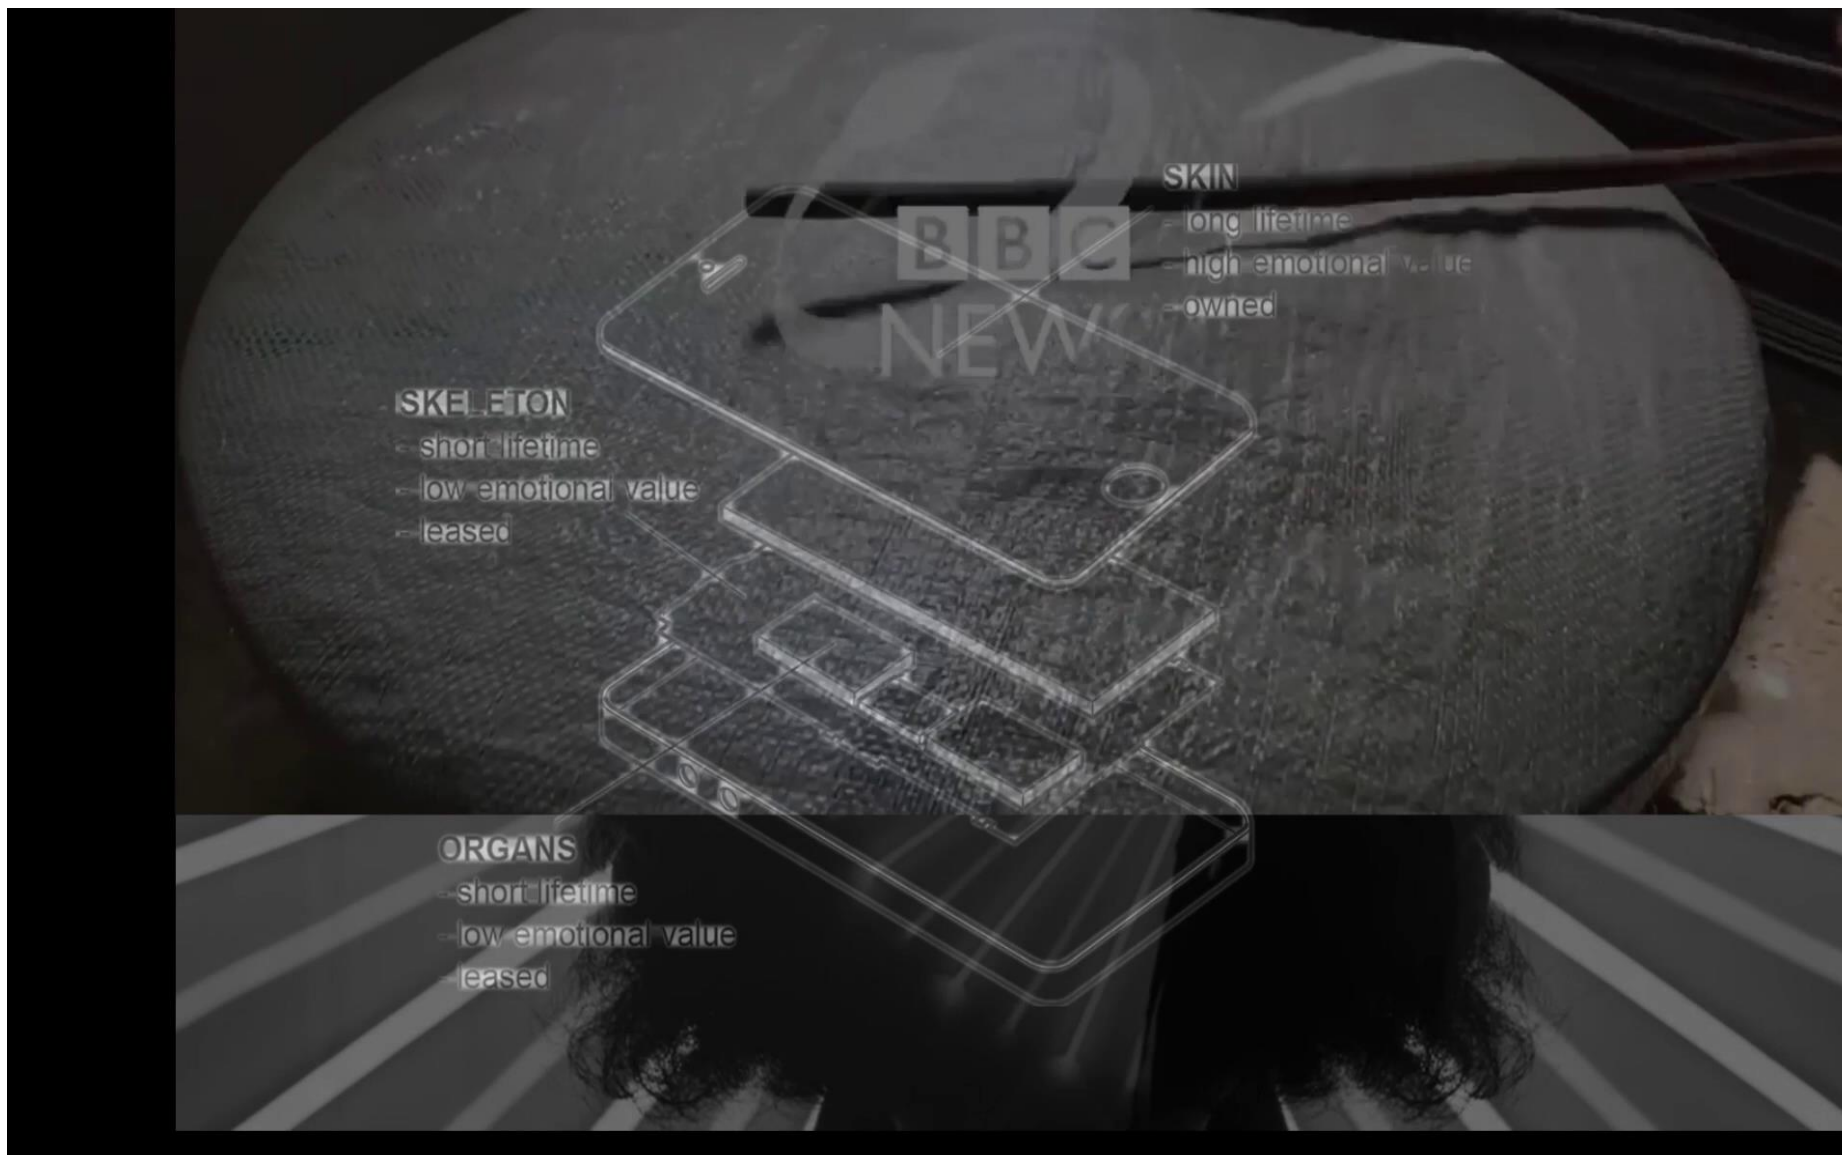 SKIN
- long lifetime
- high emotional value
- owned
BBC
NEWS
SKELETON
- short lifetime
- low emotional value
- leased
ORGANS
- short lifetime
- low emotional value
- leased